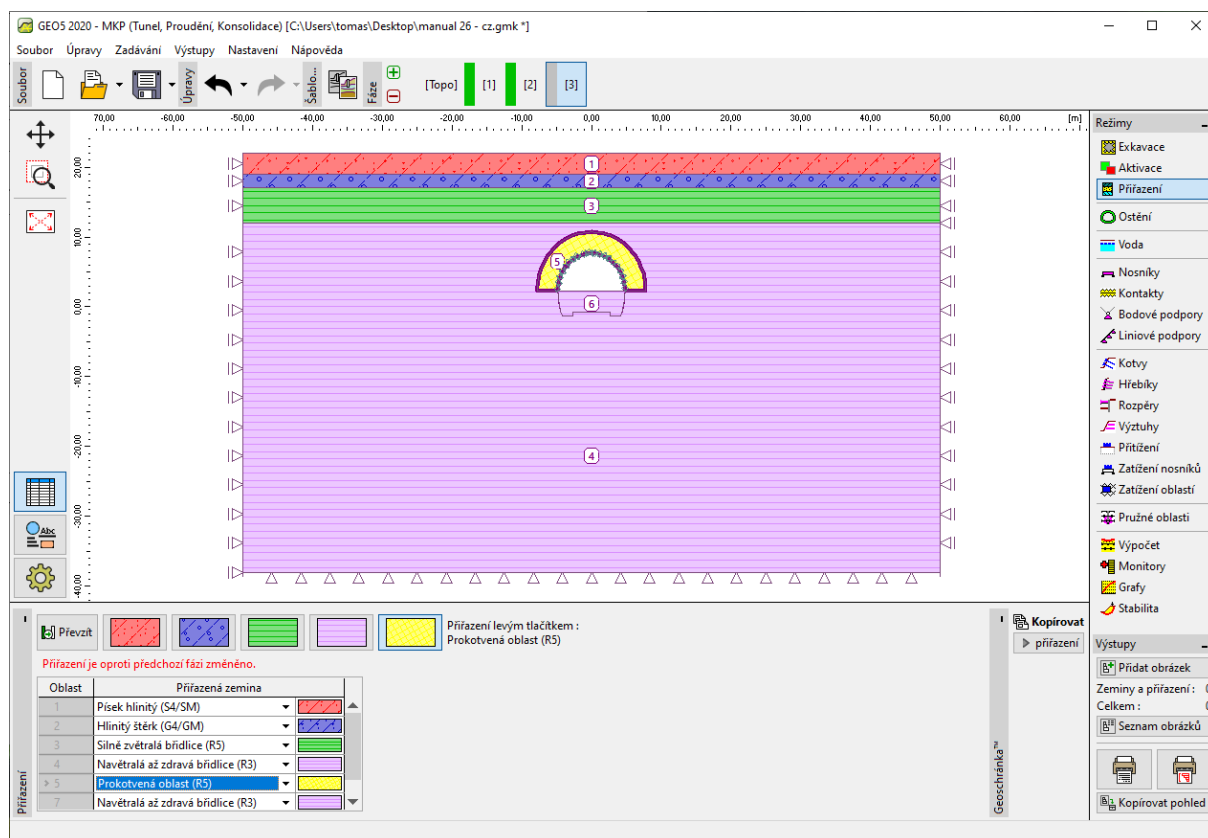 GEO5 2020 - MKP (Tunel, Proudění, Konsolidace) [C:\Users\tomas\Desktop\manual 26 - cz.gmk *]
Soubor Úpravy Zadávání Výstupy Nastavení Nápověda
Soubor
Úpravy
Šablo...
Fáze
[Topo] [1] [2] [3]
70,00 -60,00 -50,00 -40,00 -30,00 -20,00 -10,00 0,00 10,00 20,00 30,00 40,00 50,00 60,00 [m]
20,00
10,00
0,00
-10,00
-20,00
-30,00
-40,00
1
2
3
5
6
4
Abc
Režimy
Exkavace
Aktivace
Přiřazení
Ostění
Voda
Nosníky
Kontakty
Bodové podpory
Liniové podpory
Kotvy
Hřebíky
Rozpěry
Výztuhy
Přitížení
Zatížení nosníků
Zatížení oblastí
Pružné oblasti
Výpočet
Monitory
Grafy
Stabilita
Převzít
Přiřazení levým tlačítkem :
Prokotvená oblast (R5)
Přiřazení je oproti předchozí fázi změněno.
Oblast Přiřazená zemina
1 Písek hlinitý (S4/SM)
2 Hlinitý štěrk (G4/GM)
3 Silně zvětralá břidlice (R5)
4 Navětralá až zdravá břidlice (R3)
> 5 Prokotvená oblast (R5)
7 Navětralá až zdravá břidlice (R3)
Přiřazení
Geoschránka™
Kopírovat
přiřazení
Výstupy
Přidat obrázek
Zeminy a přiřazení : 0
Celkem : 0
Seznam obrázků
Kopírovat pohled